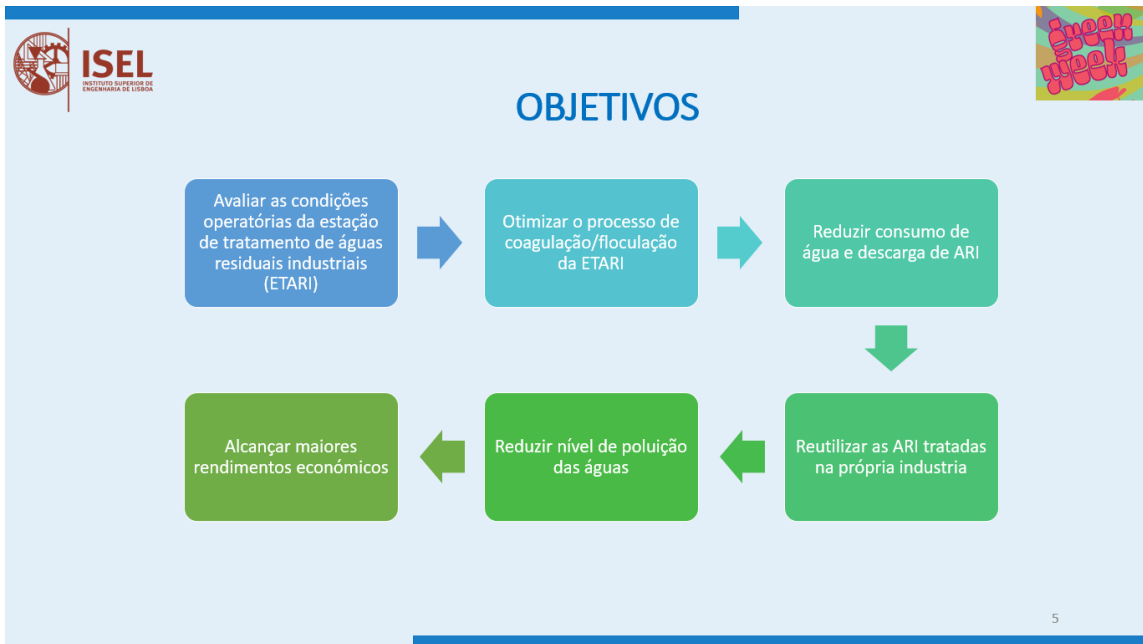 ISEL
INSTITUTO SUPERIOR DE
ENGENHARIA DE LISBOA
green
week
OBJETIVOS
Avaliar as condições
operatórias da estação
de tratamento de águas
residuais industriais
(ETARI)
Otimizar o processo de
coagulação/floculação
da ETARI
Reduzir consumo de
água e descarga de ARI
Reutilizar as ARI tratadas
na própria industria
Reduzir nível de poluição
das águas
Alcançar maiores
rendimentos económicos
5